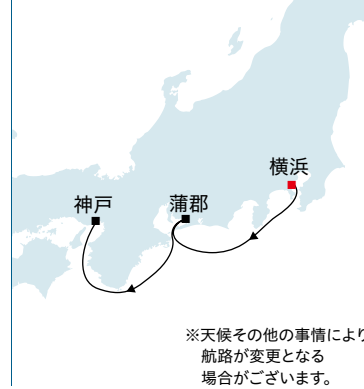 横浜
神戸
蒲郡
※天候その他の事情により
航路が変更となる
場合がございます。